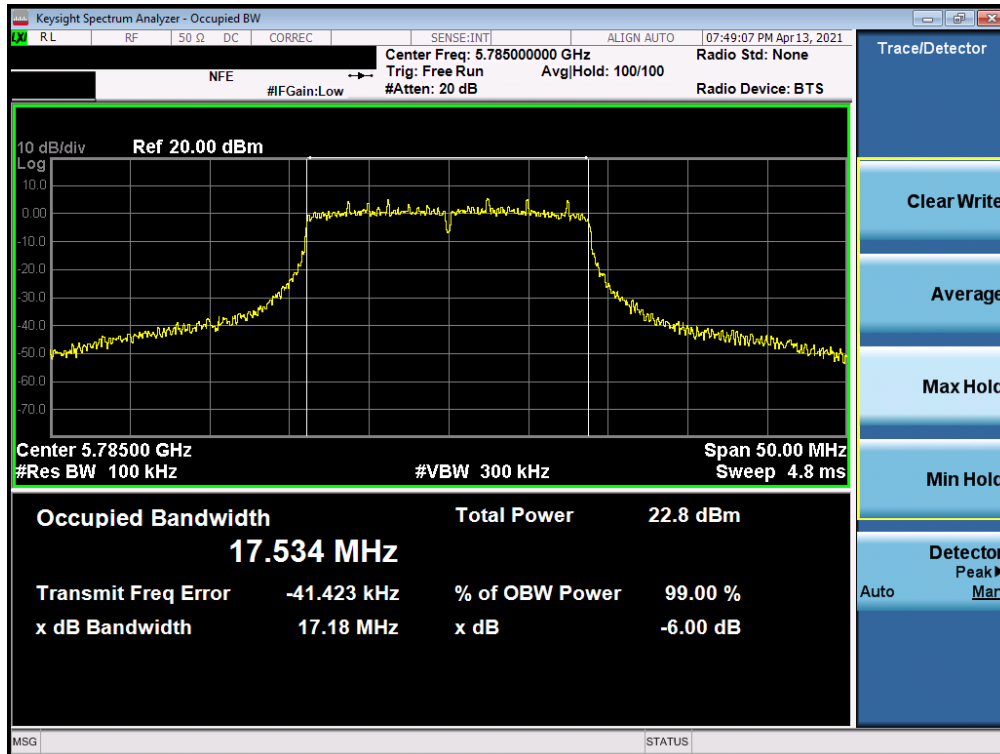 Keysight Spectrum Analyzer - Occupied BW
LXI RL RF 50 Ω DC CORREC SENSE:INT ALIGN AUTO 07:49:07 PM Apr 13, 2021
Center Freq: 5.785000000 GHz Radio Std: None
NFE Trig: Free Run Avg|Hold: 100/100
#IFGain:Low #Atten: 20 dB Radio Device: BTS
Trace/Detector
10 dB/div Ref 20.00 dBm
Log
10.0
0.00
-10.0
-20.0
-30.0
-40.0
-50.0
-60.0
-70.0
Center 5.78500 GHz Span 50.00 MHz
#Res BW 100 kHz #VBW 300 kHz Sweep 4.8 ms
Occupied Bandwidth Total Power 22.8 dBm
17.534 MHz
Transmit Freq Error -41.423 kHz % of OBW Power 99.00 %
x dB Bandwidth 17.18 MHz x dB -6.00 dB
Clear Write
Average
Max Hold
Min Hold
Detector
Peak▶
Auto Man
MSG STATUS